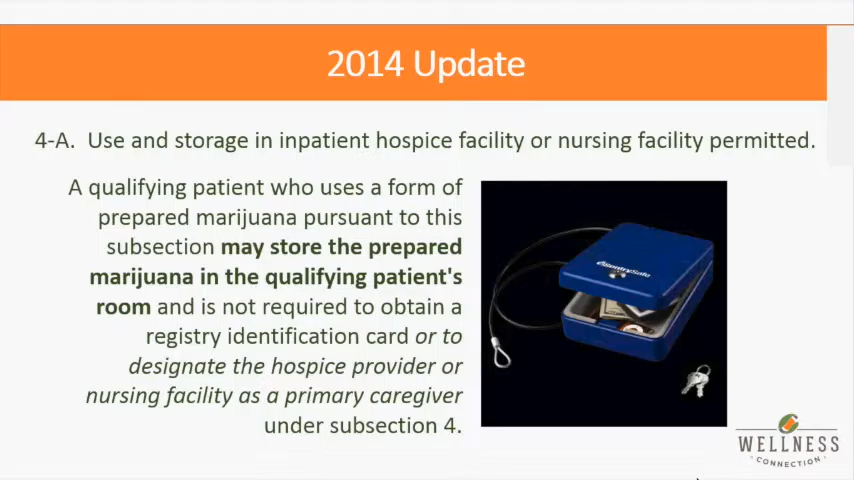 2014 Update
4-A. Use and storage in inpatient hospice facility or nursing facility permitted.
A qualifying patient who uses a form of
prepared marijuana pursuant to this
subsection may store the prepared
marijuana in the qualifying patient's
room and is not required to obtain a
registry identification card or to
designate the hospice provider or
nursing facility as a primary caregiver
under subsection 4.
SentrySafe
WELLNESS
CONNECTION